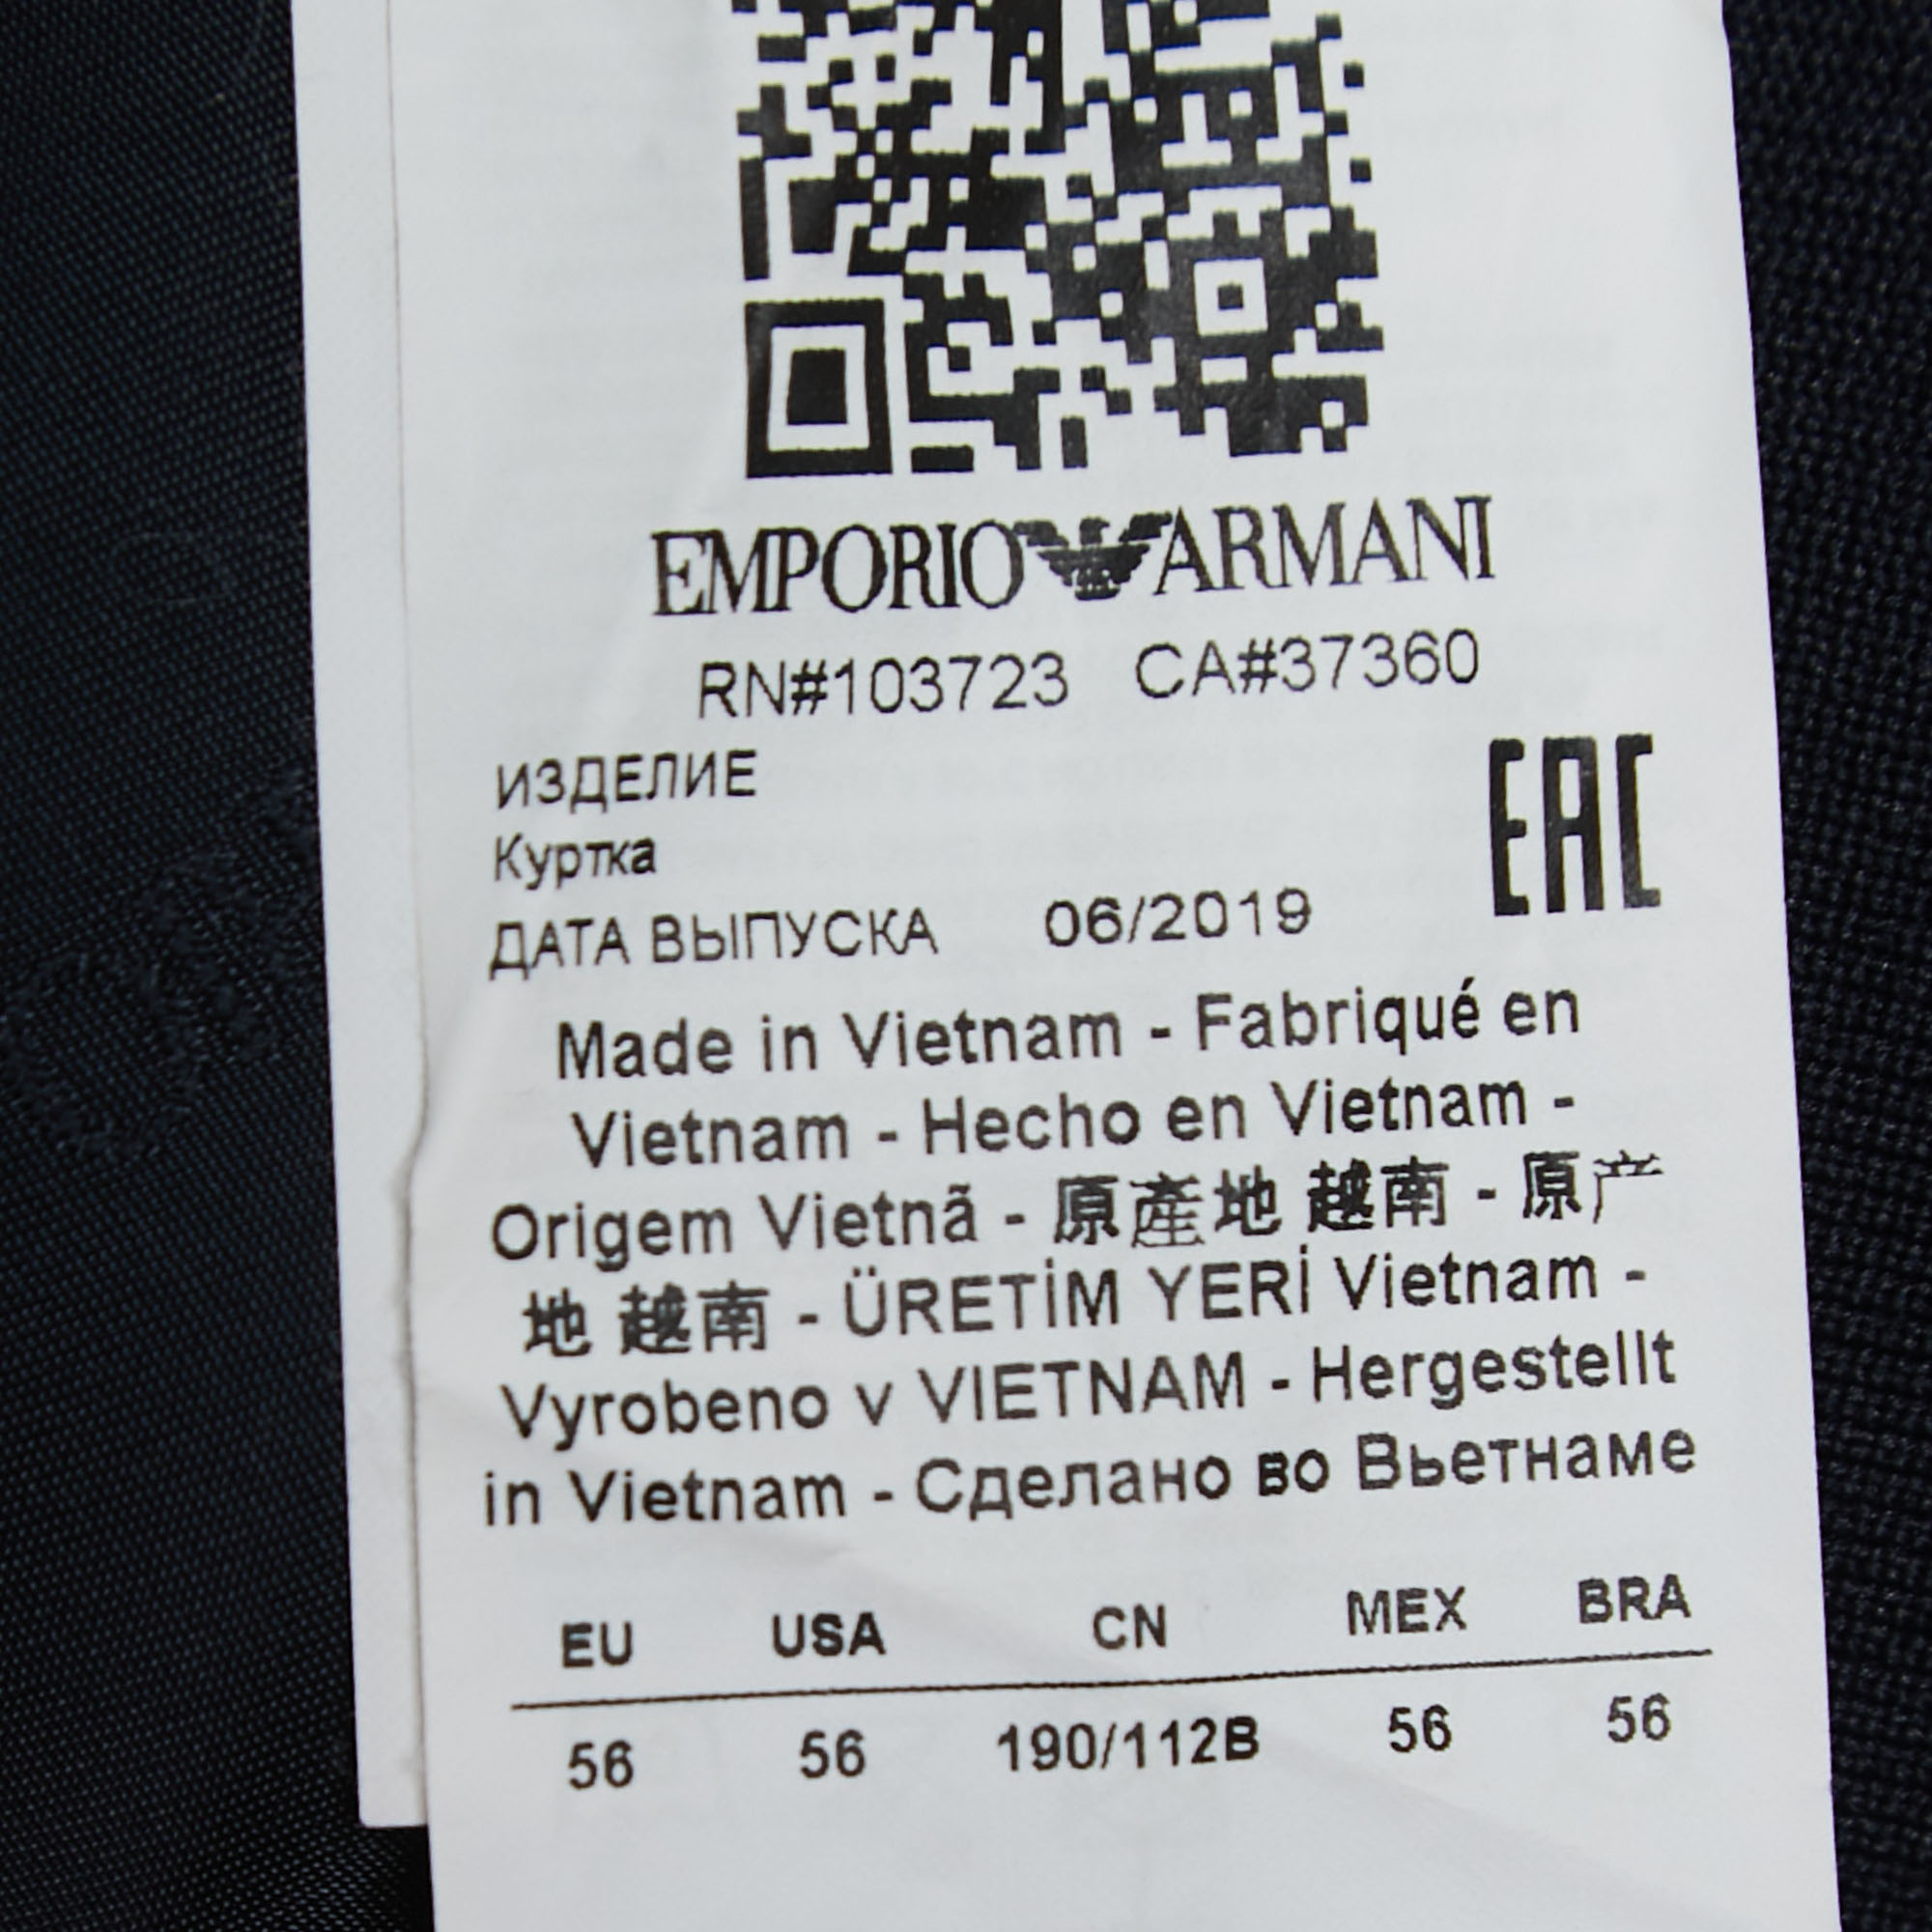 EMPORIO ARMANI
RN#103723 CA#37360
ИЗДЕЛИЕ
Куртка
EAC
ДАТА ВЫПУСКА 06/2019
Made in Vietnam - Fabriqué en
Vietnam - Hecho en Vietnam -
Origem Vietnã - 原產地 越南 - 原产
地 越南 - ÜRETİM YERİ Vietnam -
Vyrobeno v VIETNAM - Hergestellt
in Vietnam - Сделано во Вьетнаме
EU USA CN MEX BRA
56 56 190/112B 56 56